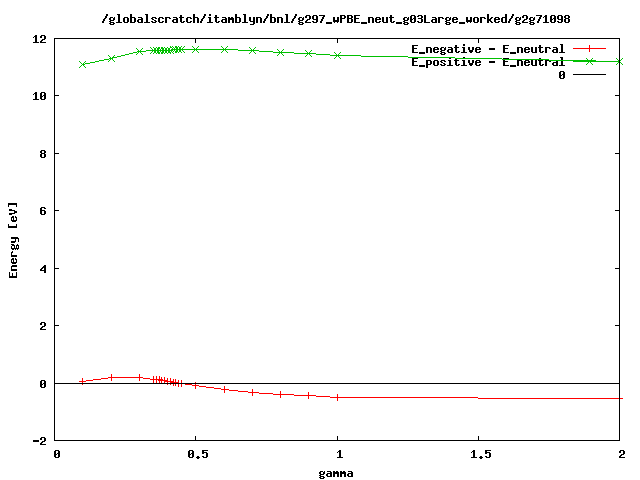 /globalscratch/itamblyn/bnl/g297_wPBE_neut_g03Large_worked/g2g71098
E_negative - E_neutral
E_positive - E_neutral
0
12
10
8
6
4
2
0
-2
Energy [eV]
0
0.5
1
1.5
2
gamma